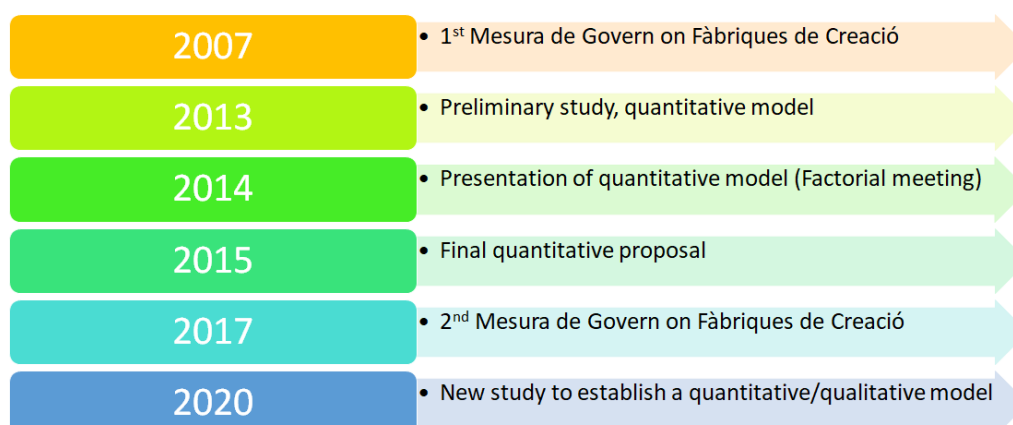 2007
• 1st Mesura de Govern on Fàbriques de Creació
2013
• Preliminary study, quantitative model
2014
• Presentation of quantitative model (Factorial meeting)
2015
• Final quantitative proposal
2017
• 2nd Mesura de Govern on Fàbriques de Creació
2020
• New study to establish a quantitative/qualitative model